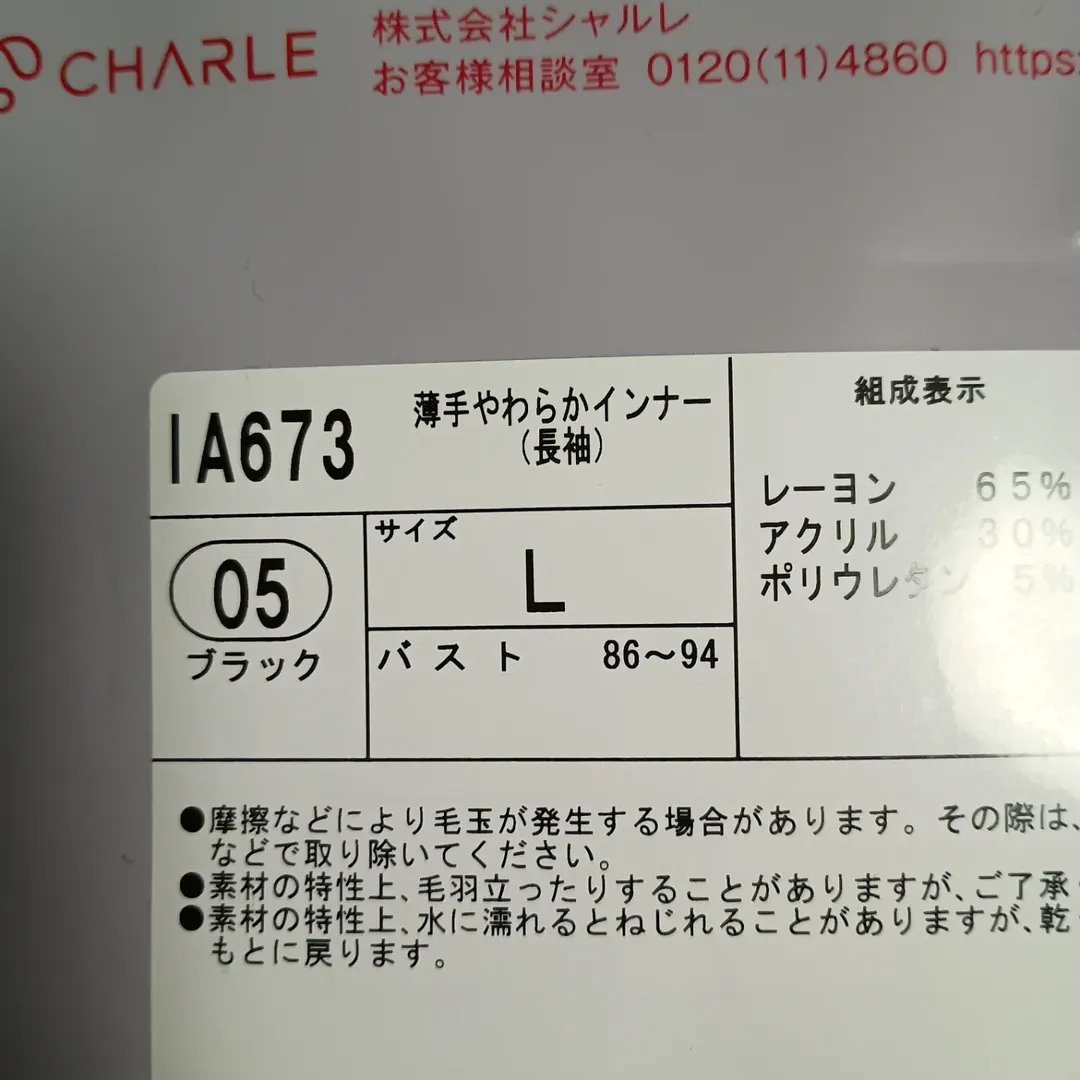 CHARLE
株式会社シャルレ
お客様相談室 0120(11)4860 https:
IA673
薄手やわらかインナー
(長袖)
05
ブラック
サイズ
L
バスト 86〜94
組成表示
レーヨン 65%
アクリル 30%
ポリウレタン 5%
●摩擦などにより毛玉が発生する場合があります。その際は、
などで取り除いてください。
●素材の特性上、毛羽立ったりすることがありますが、ご了承
●素材の特性上、水に濡れるとねじれることがありますが、乾
もとに戻ります。